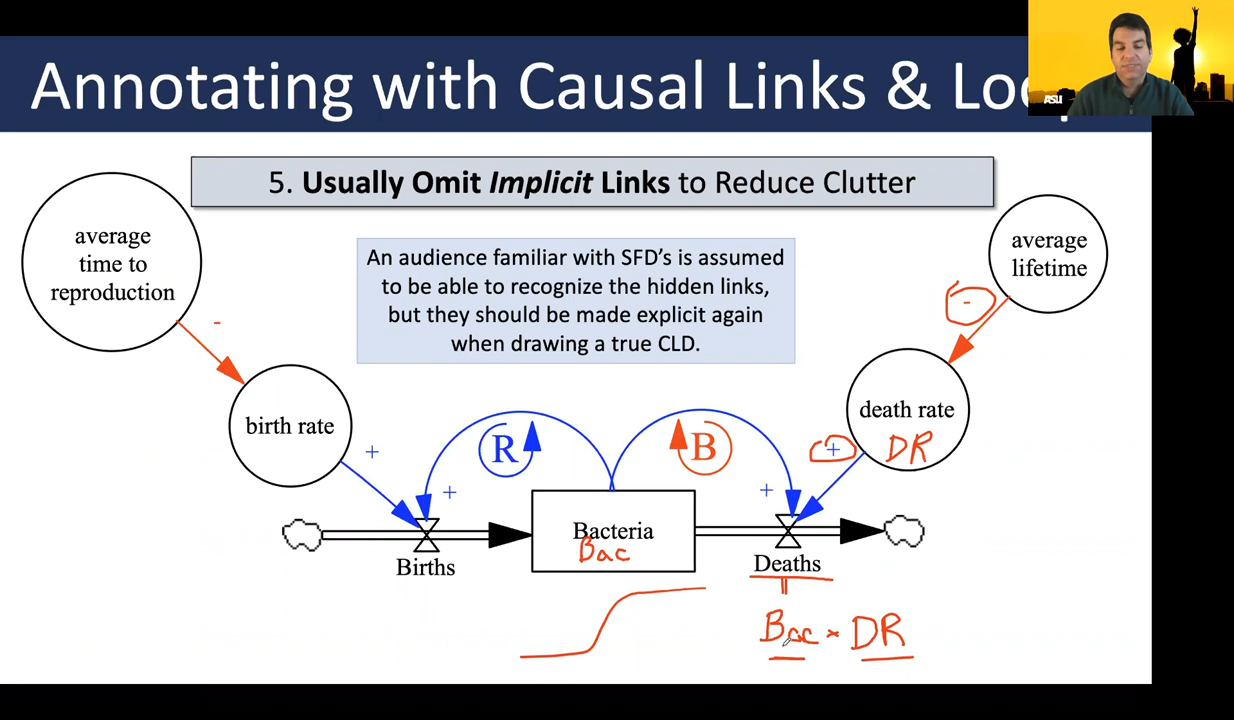 Annotating with Causal Links & Loo
ASU
5. Usually Omit Implicit Links to Reduce Clutter
average
time to
reproduction
An audience familiar with SFD's is assumed
to be able to recognize the hidden links,
but they should be made explicit again
when drawing a true CLD.
average
lifetime
-
-
birth rate
death rate
DR
+
R
B
+
+
+
Bacteria
Bac
Births
Deaths
=
Bac × DR